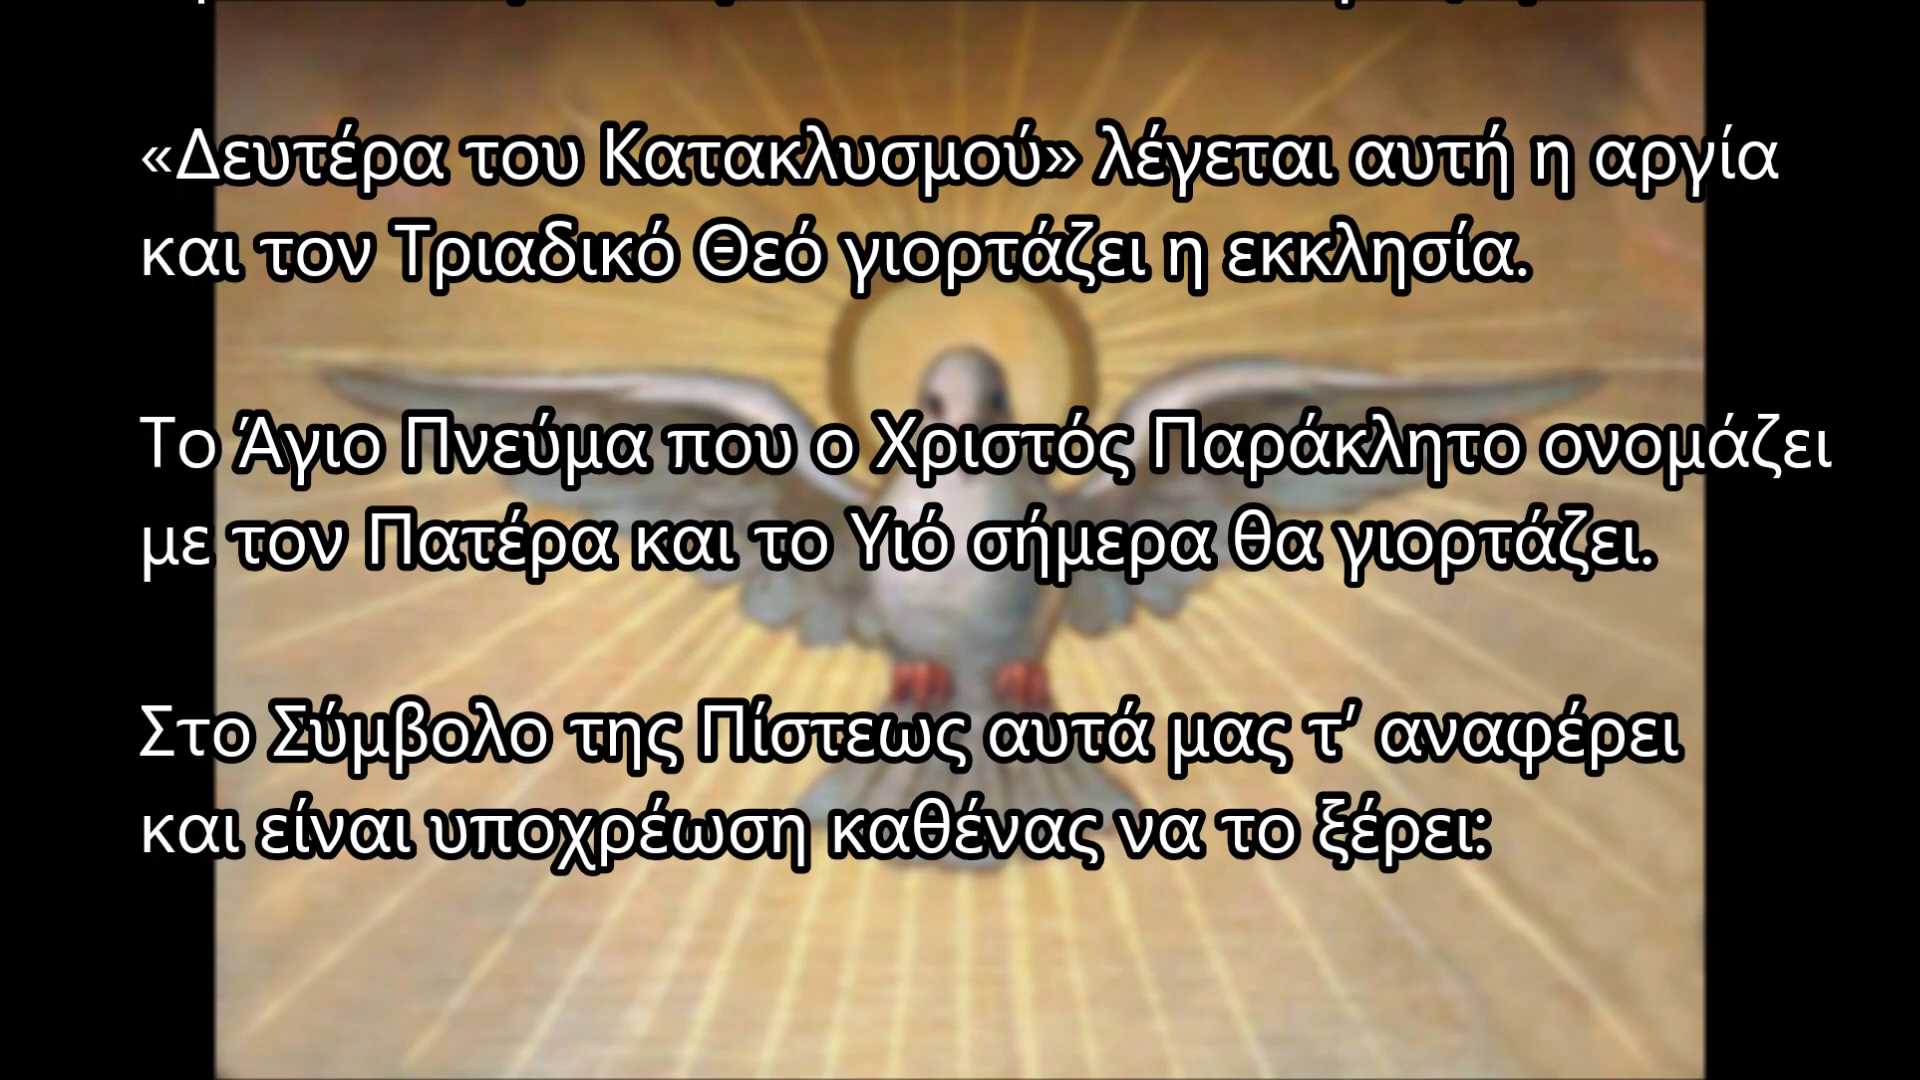 «Δευτέρα του Κατακλυσμού» λέγεται αυτή η αργία
και τον Τριαδικό Θεό γιορτάζει η εκκλησία.
Το Άγιο Πνεύμα που ο Χριστός Παράκλητο ονομάζει
με τον Πατέρα και το Υιό σήμερα θα γιορτάζει.
Στο Σύμβολο της Πίστεως αυτά μας τ’ αναφέρει
και είναι υποχρέωση καθένας να το ξέρει: